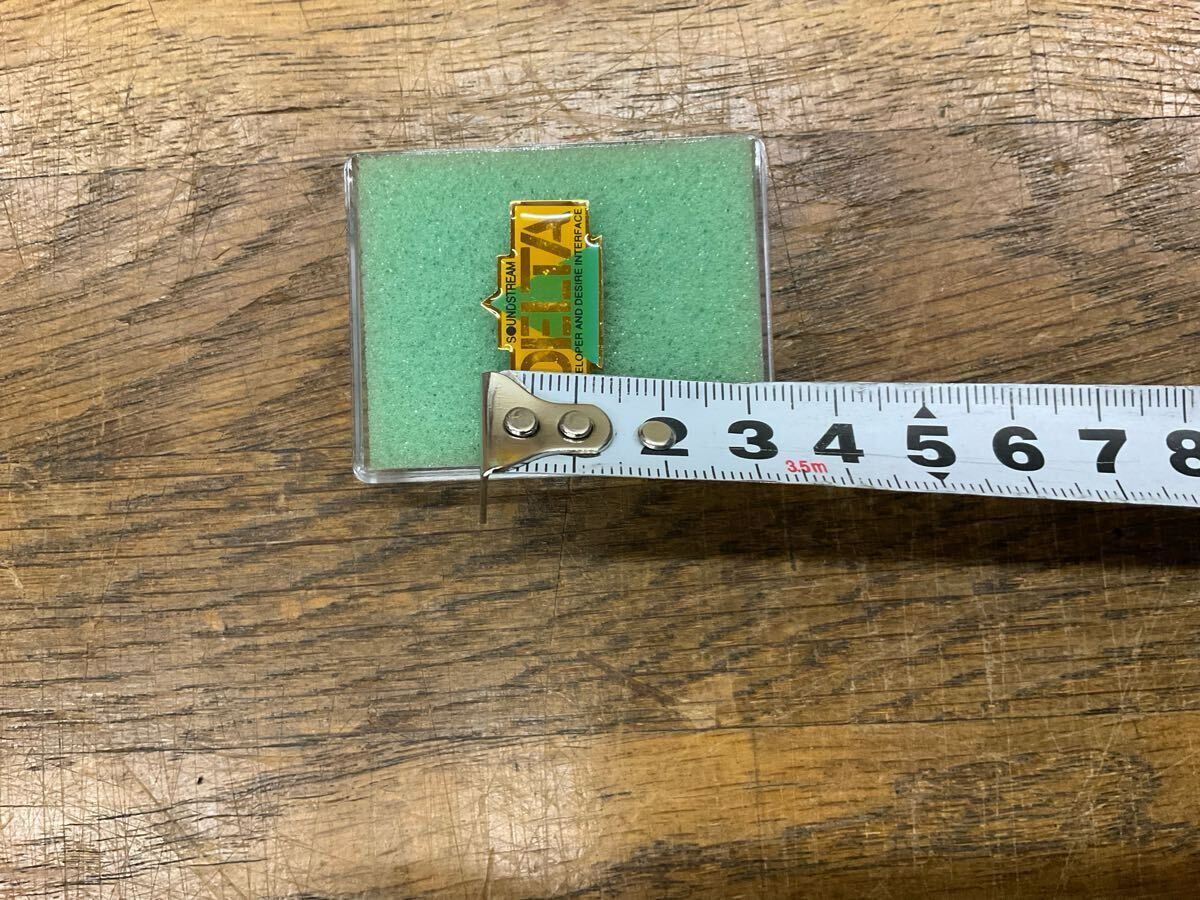 SOUNDSTREAM
DELTA
ELOPER AND DESIRE INTERFACE
2 3 4 5 6 7 8
3.5m